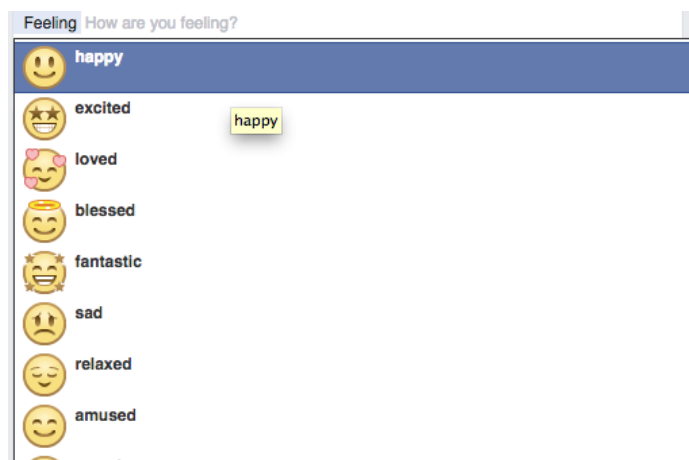 Feeling How are you feeling?
happy
excited
happy
loved
blessed
fantastic
sad
relaxed
amused